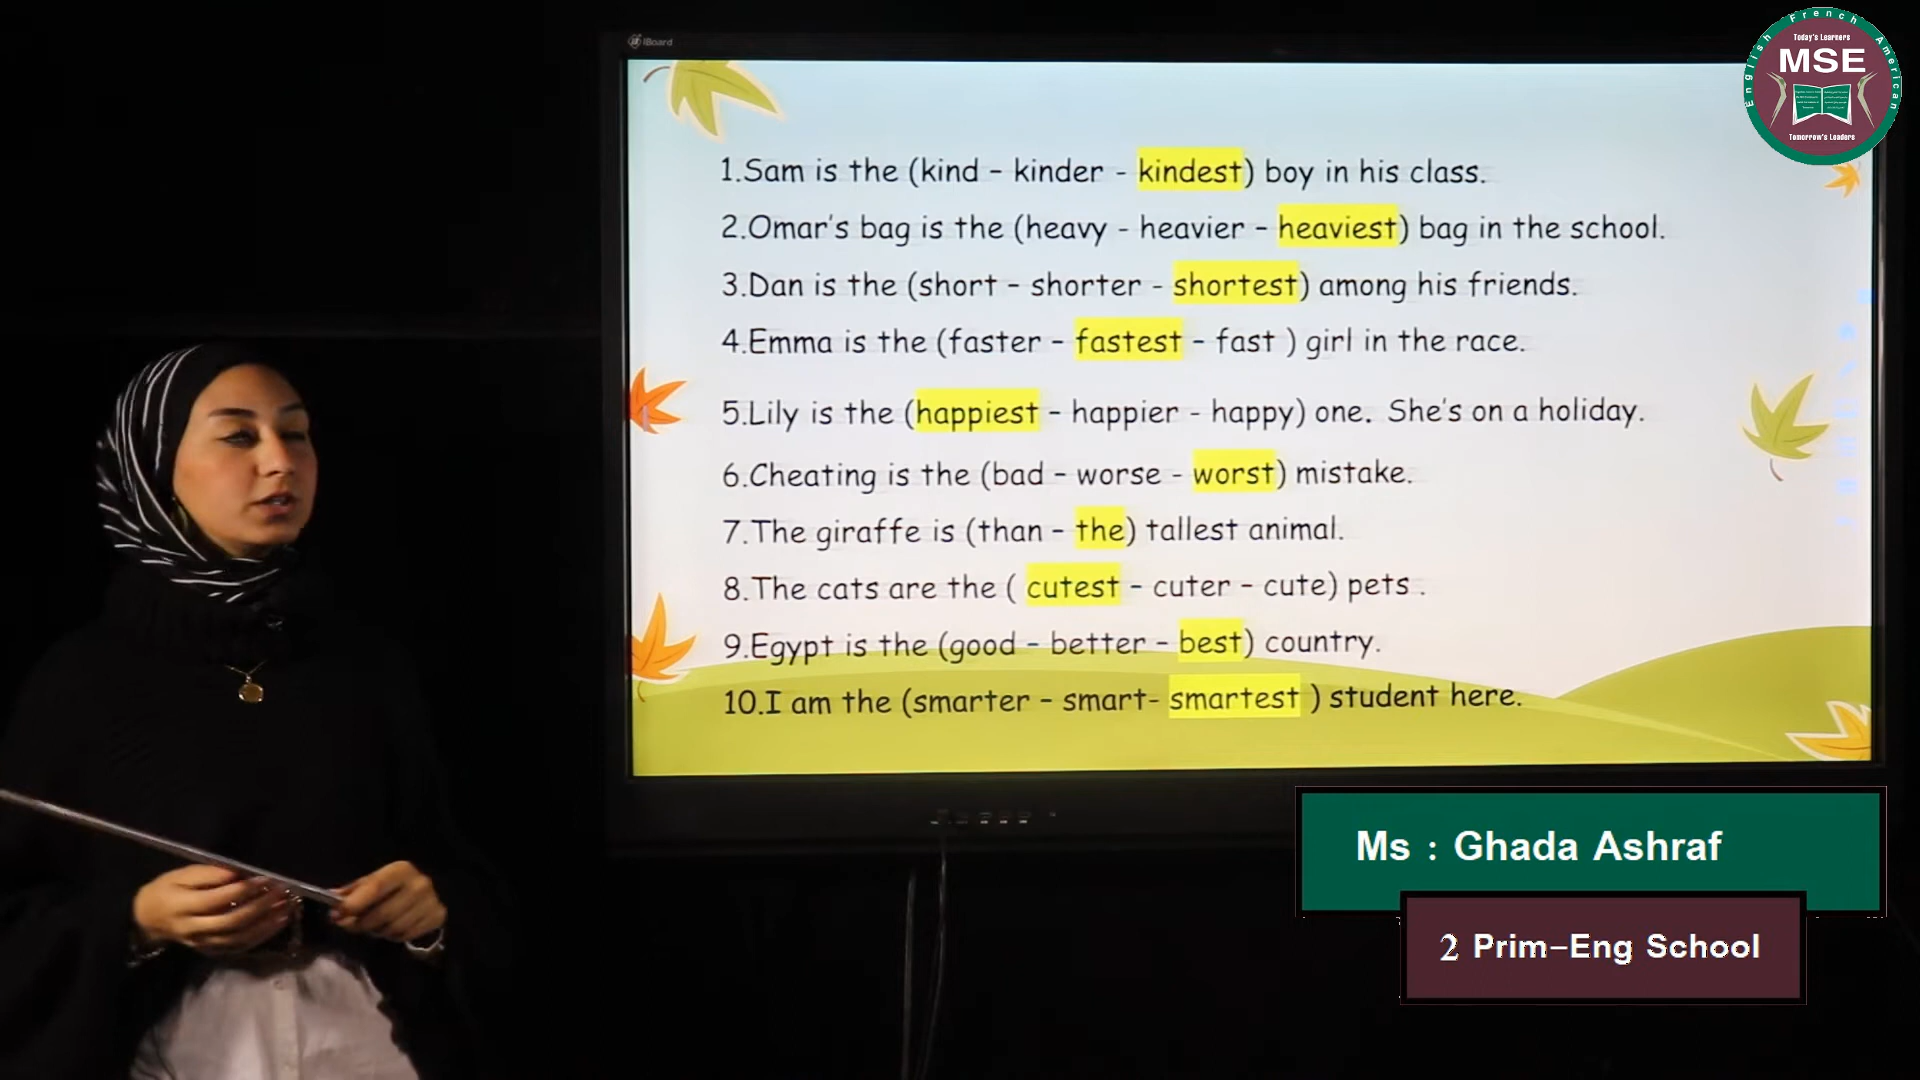 iBoard
English French American
Today's Learners
MSE
Tomorrow's Leaders
1.Sam is the (kind – kinder - kindest) boy in his class.
2.Omar's bag is the (heavy - heavier – heaviest) bag in the school.
3.Dan is the (short – shorter - shortest) among his friends.
4.Emma is the (faster – fastest – fast ) girl in the race.
5.Lily is the (happiest – happier - happy) one. She's on a holiday.
6.Cheating is the (bad – worse - worst) mistake.
7.The giraffe is (than – the) tallest animal.
8.The cats are the ( cutest – cuter – cute) pets .
9.Egypt is the (good – better – best) country.
10.I am the (smarter – smart- smartest ) student here.
Ms : Ghada Ashraf
2 Prim-Eng School